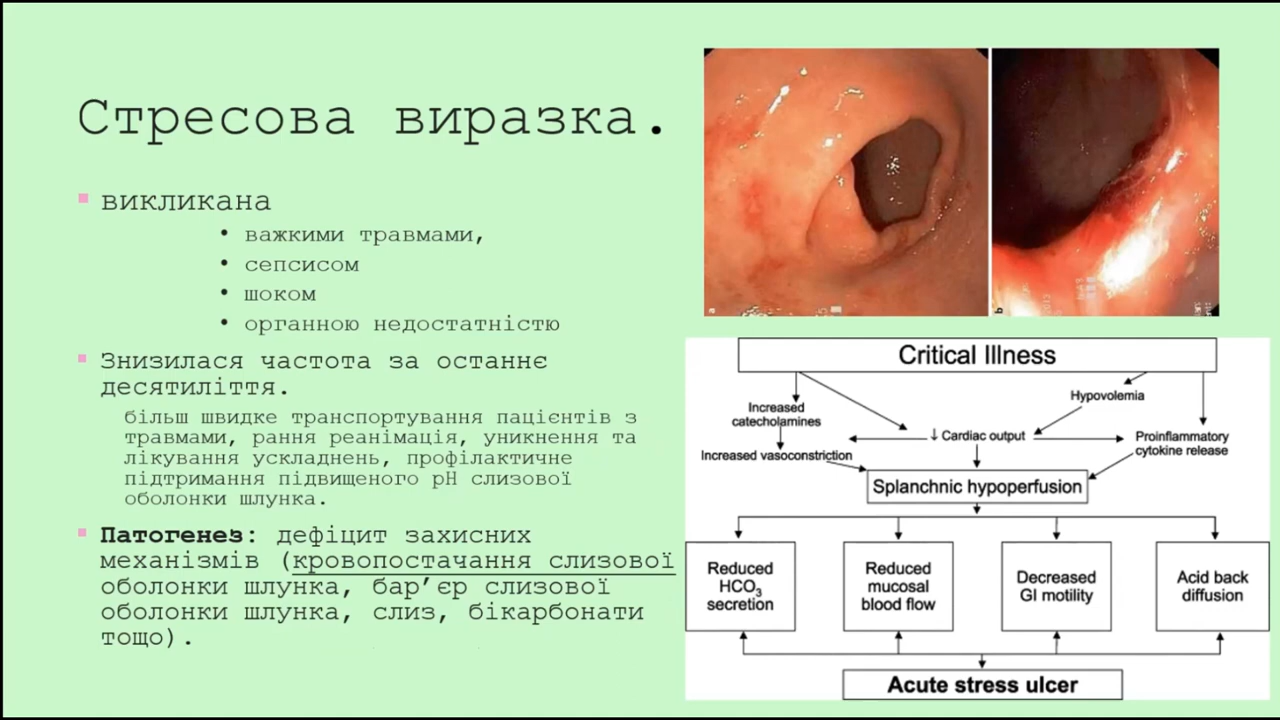 Стресова виразка.
викликана
важкими травмами,
сепсисом
шоком
органною недостатністю
Знизилася частота за останнє
десятиліття.
більш швидке транспортування пацієнтів з
травмами, рання реанімація, уникнення та
лікування ускладнень, профілактичне
підтримання підвищеного pH слизової
оболонки шлунка.
Патогенез: дефіцит захисних
механізмів (кровопостачання слизової
оболонки шлунка, бар’єр слизової
оболонки шлунка, слиз, бікарбонати
тощо).
Critical Illness
Hypovolemia
Increased
catecholamines
↓ Cardiac output
Proinflammatory
cytokine release
Increased vasoconstriction
Splanchnic hypoperfusion
Reduced
HCO3
secretion
Reduced
mucosal
blood flow
Decreased
GI motility
Acid back
diffusion
Acute stress ulcer